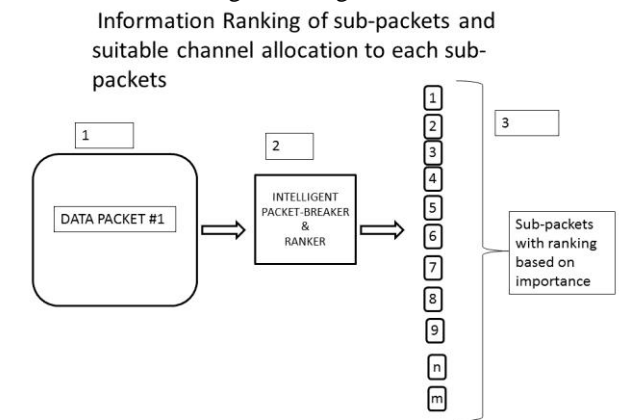 Information Ranking of sub-packets and
suitable channel allocation to each sub-
packets
1
2
3
DATA PACKET #1
INTELLIGENT
PACKET-BREAKER
&
RANKER
1
2
3
4
5
6
7
8
9
n
m
Sub-packets
with ranking
based on
importance